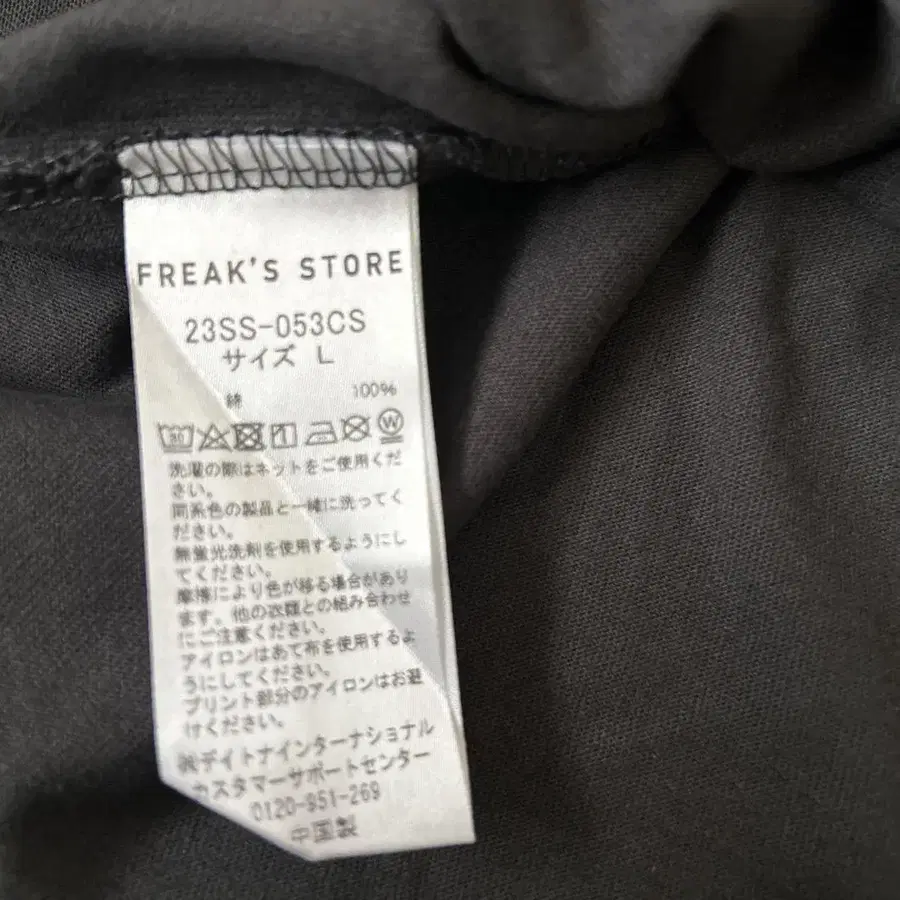 FREAK'S STORE
23SS-053CS
サイズ L
綿 100%
洗濯の際はネットをご使用くだ
さい。
同系色の製品と一緒に洗ってく
ださい。
無蛍光洗剤を使用するようにし
てください。
摩擦により色が移る場合があり
ます。他の衣類との組み合わせ
にご注意ください。
アイロンはあて布を使用するよ
うにしてください。
プリント部分のアイロンはお避
けください。
㈱デイトナインターナショナル
カスタマーサポートセンター
0120-951-269
中国製